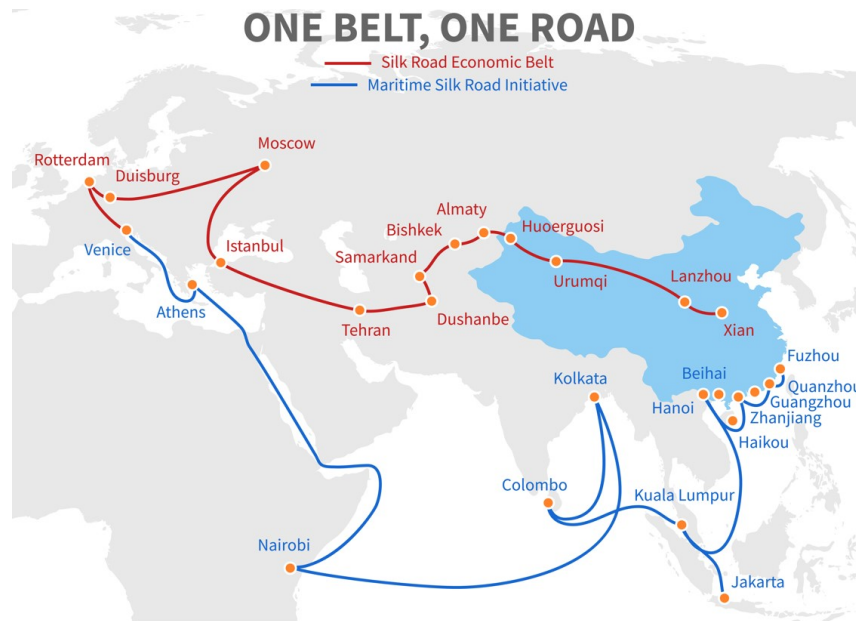 ONE BELT, ONE ROAD
Silk Road Economic Belt
Maritime Silk Road Initiative
Moscow
Rotterdam
Duisburg
Almaty
Bishkek
Huoerguosi
Venice
Istanbul
Samarkand
Urumqi
Lanzhou
Athens
Tehran
Dushanbe
Xian
Fuzhou
Beihai
Kolkata
Quanzhou
Hanoi
Guangzhou
Zhanjiang
Haikou
Colombo
Kuala Lumpur
Nairobi
Jakarta